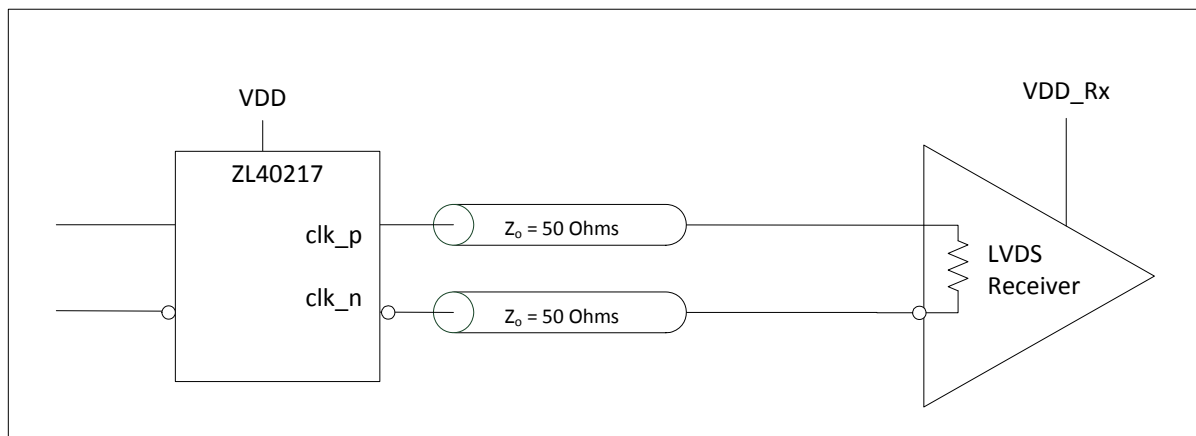 VDD
VDD_Rx
ZL40217
clk_p
Zₒ = 50 Ohms
LVDS
Receiver
clk_n
Zₒ = 50 Ohms